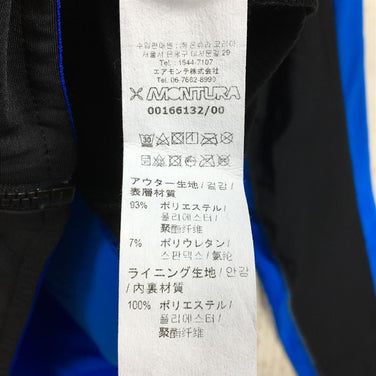 Tel.: 1544-7107
エアモンテ株式会社
Tel.: 06-7662-8990
MONTURA
00166132/00
アウター生地/겉감/
表層材質
93% ポリエステル/
폴리에스터/
聚酯纤维
7% ポリウレタン/
스판덱스/氨纶
ライニング生地/안감
/内裏材質
100% ポリエステル/
폴리에스터/
聚酯纤维